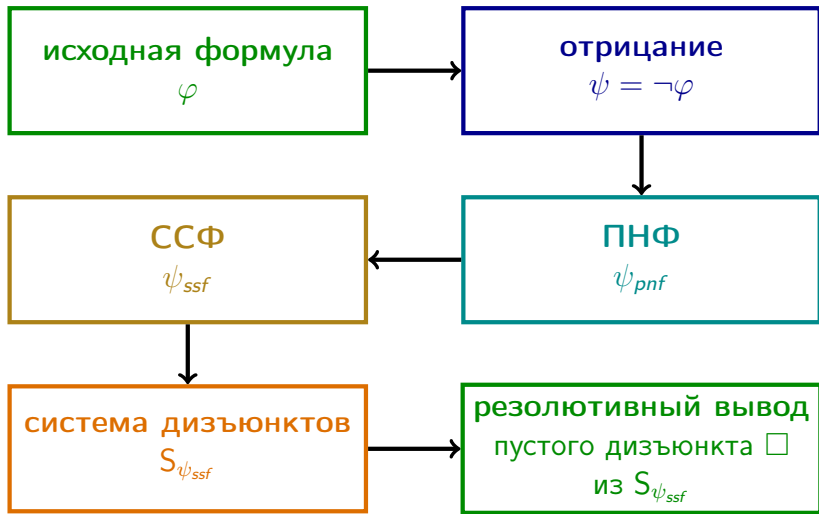 исходная формула
φ
отрицание
ψ = ¬φ
ПНФ
ψ_pnf
ССФ
ψ_ssf
система дизъюнктов
S_ψ_ssf
резолютивный вывод
пустого дизъюнкта □
из S_ψ_ssf